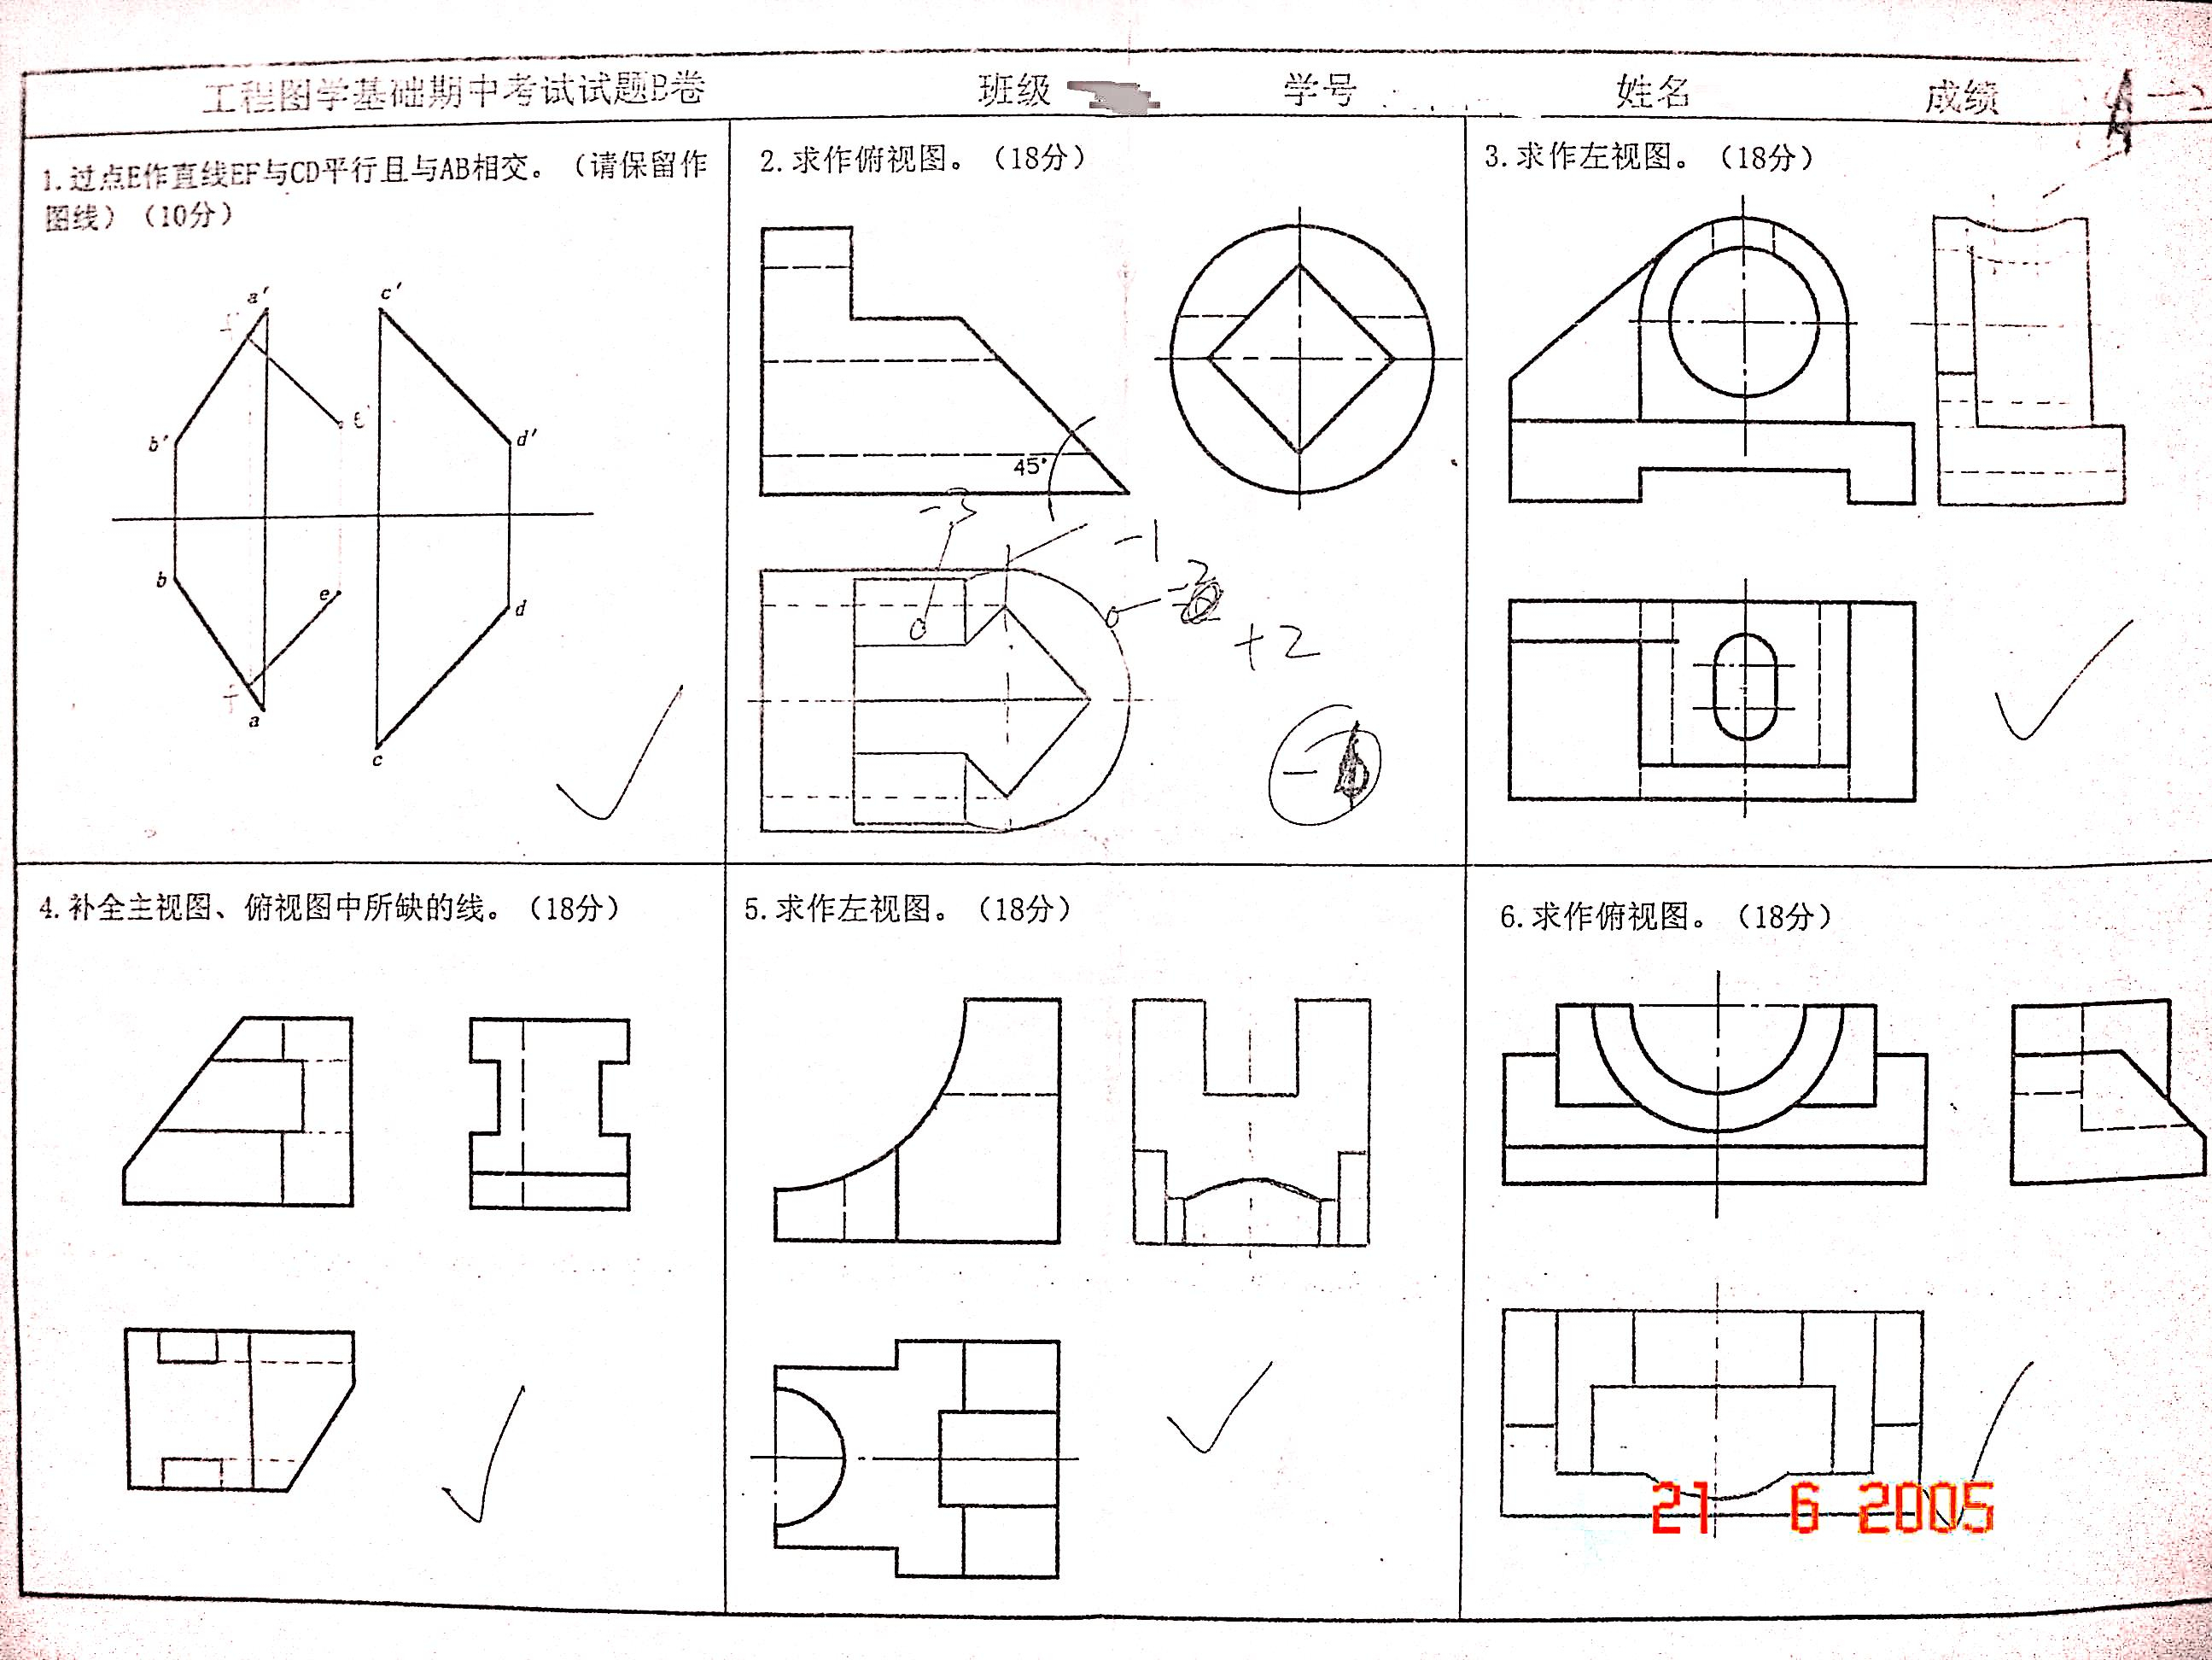 工程图学基础期中考试试题B卷 班级 学号 姓名 成绩
1.过点E作直线EF与CD平行且与AB相交。（请保留作
图线）（10分）
a′ c′
b′ d′
b e d
a c
2.求作俯视图。（18分）
45°
-3
-1
+2
3.求作左视图。（18分）
4.补全主视图、俯视图中所缺的线。（18分）
5.求作左视图。（18分）
6.求作俯视图。（18分）
21 6 2005